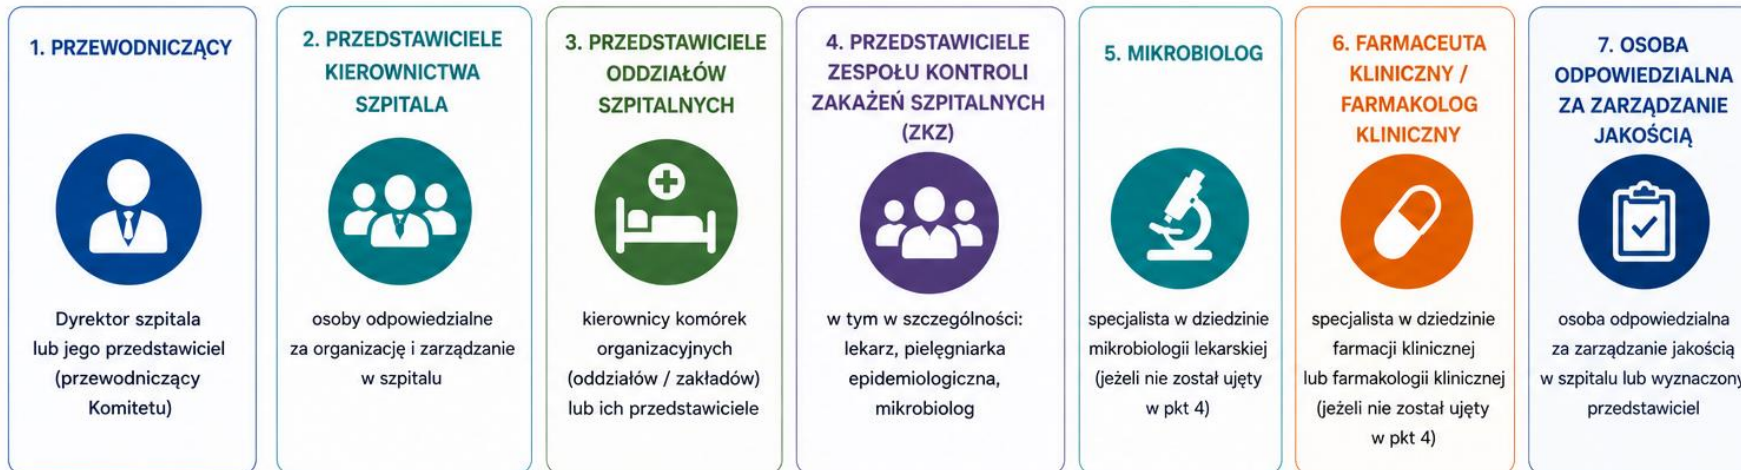 1. PRZEWODNICZĄCY
Dyrektor szpitala
lub jego przedstawiciel
(przewodniczący
Komitetu)
2. PRZEDSTAWICIELE
KIEROWNICTWA
SZPITALA
osoby odpowiedzialne
za organizację i zarządzanie
w szpitalu
3. PRZEDSTAWICIELE
ODDZIAŁÓW
SZPITALNYCH
kierownicy komórek
organizacyjnych
(oddziałów / zakładów)
lub ich przedstawiciele
4. PRZEDSTAWICIELE
ZESPOŁU KONTROLI
ZAKAŻEŃ SZPITALNYCH
(ZKZ)
w tym w szczególności:
lekarz, pielęgniarka
epidemiologiczna,
mikrobiolog
5. MIKROBIOLOG
specjalista w dziedzinie
mikrobiologii lekarskiej
(jeżeli nie został ujęty
w pkt 4)
6. FARMACEUTA
KLINICZNY /
FARMAKOLOG
KLINICZNY
specjalista w dziedzinie
farmacji klinicznej
lub farmakologii klinicznej
(jeżeli nie został ujęty
w pkt 4)
7. OSOBA
ODPOWIEDZIALNA
ZA ZARZĄDZANIE
JAKOŚCIĄ
osoba odpowiedzialna
za zarządzanie jakością
w szpitalu lub wyznaczony
przedstawiciel